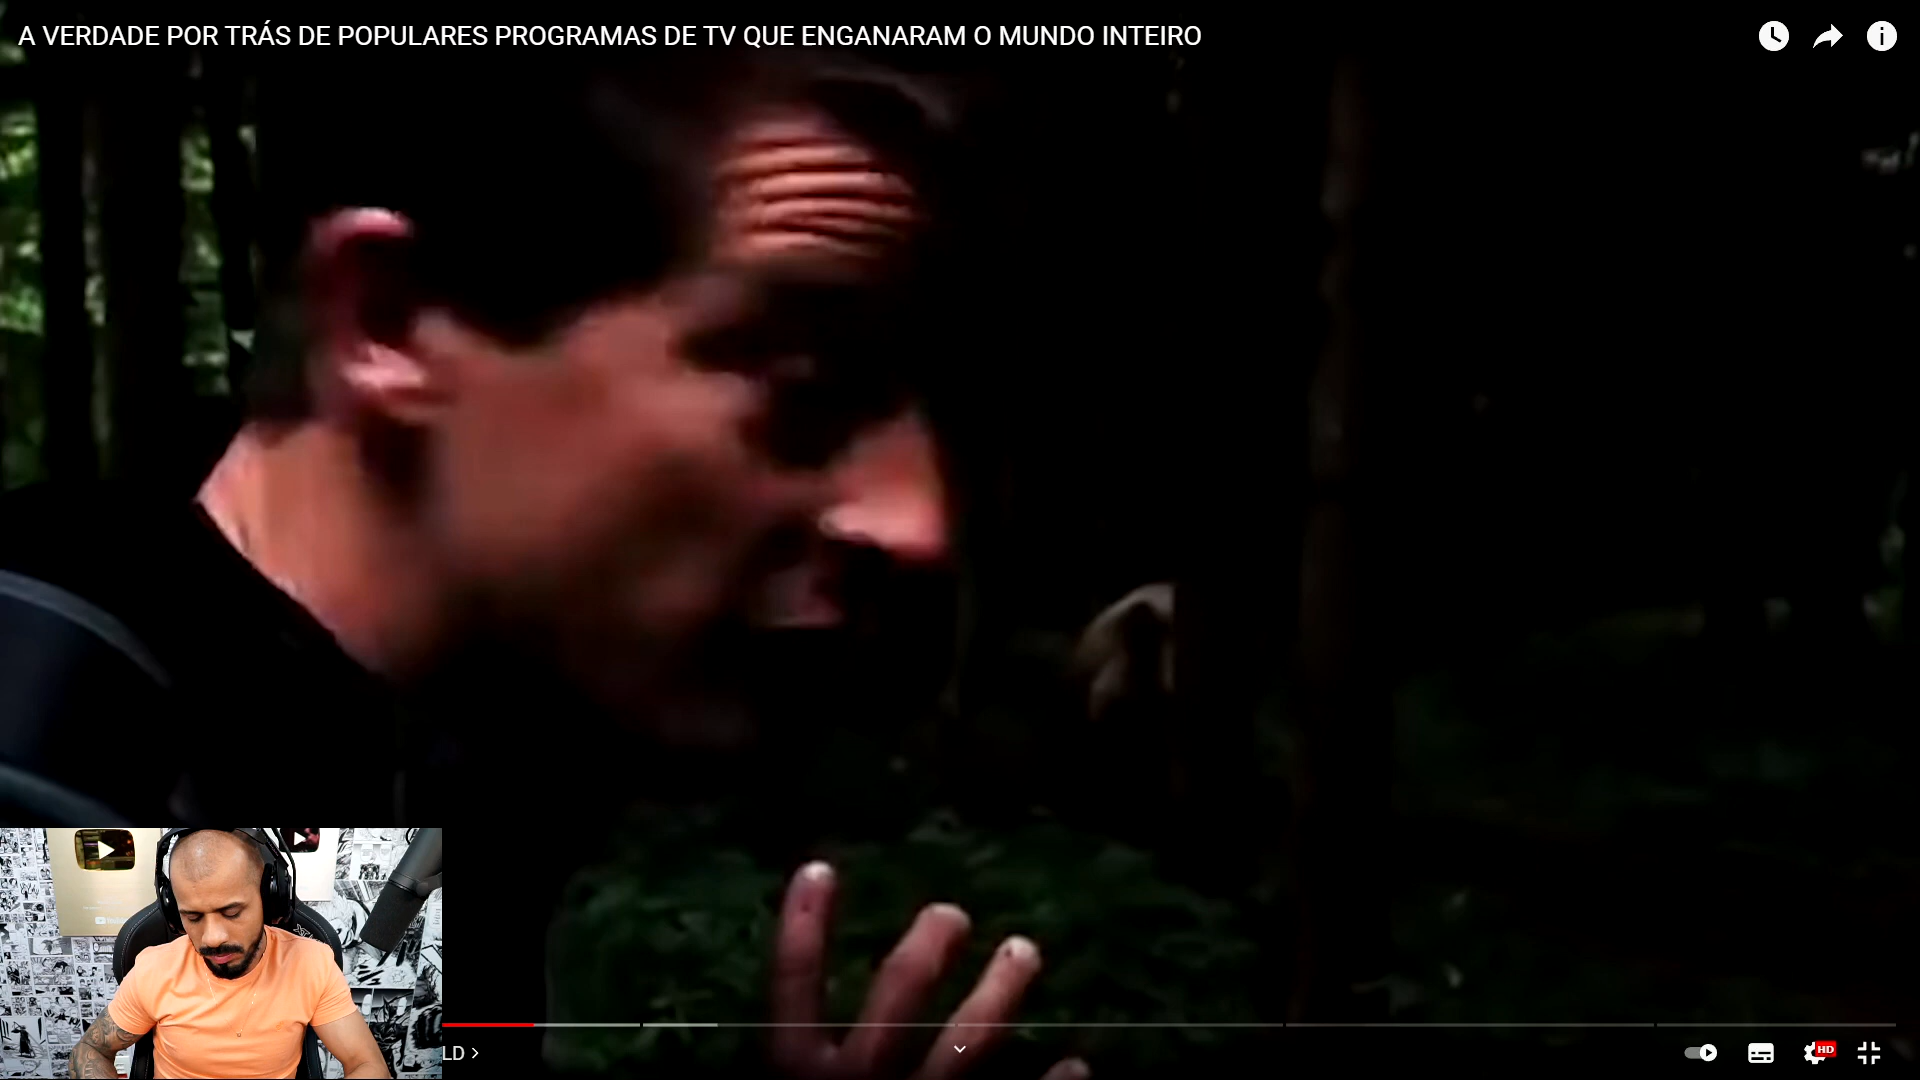 A VERDADE POR TRÁS DE POPULARES PROGRAMAS DE TV QUE ENGANARAM O MUNDO INTEIRO
LD
HD